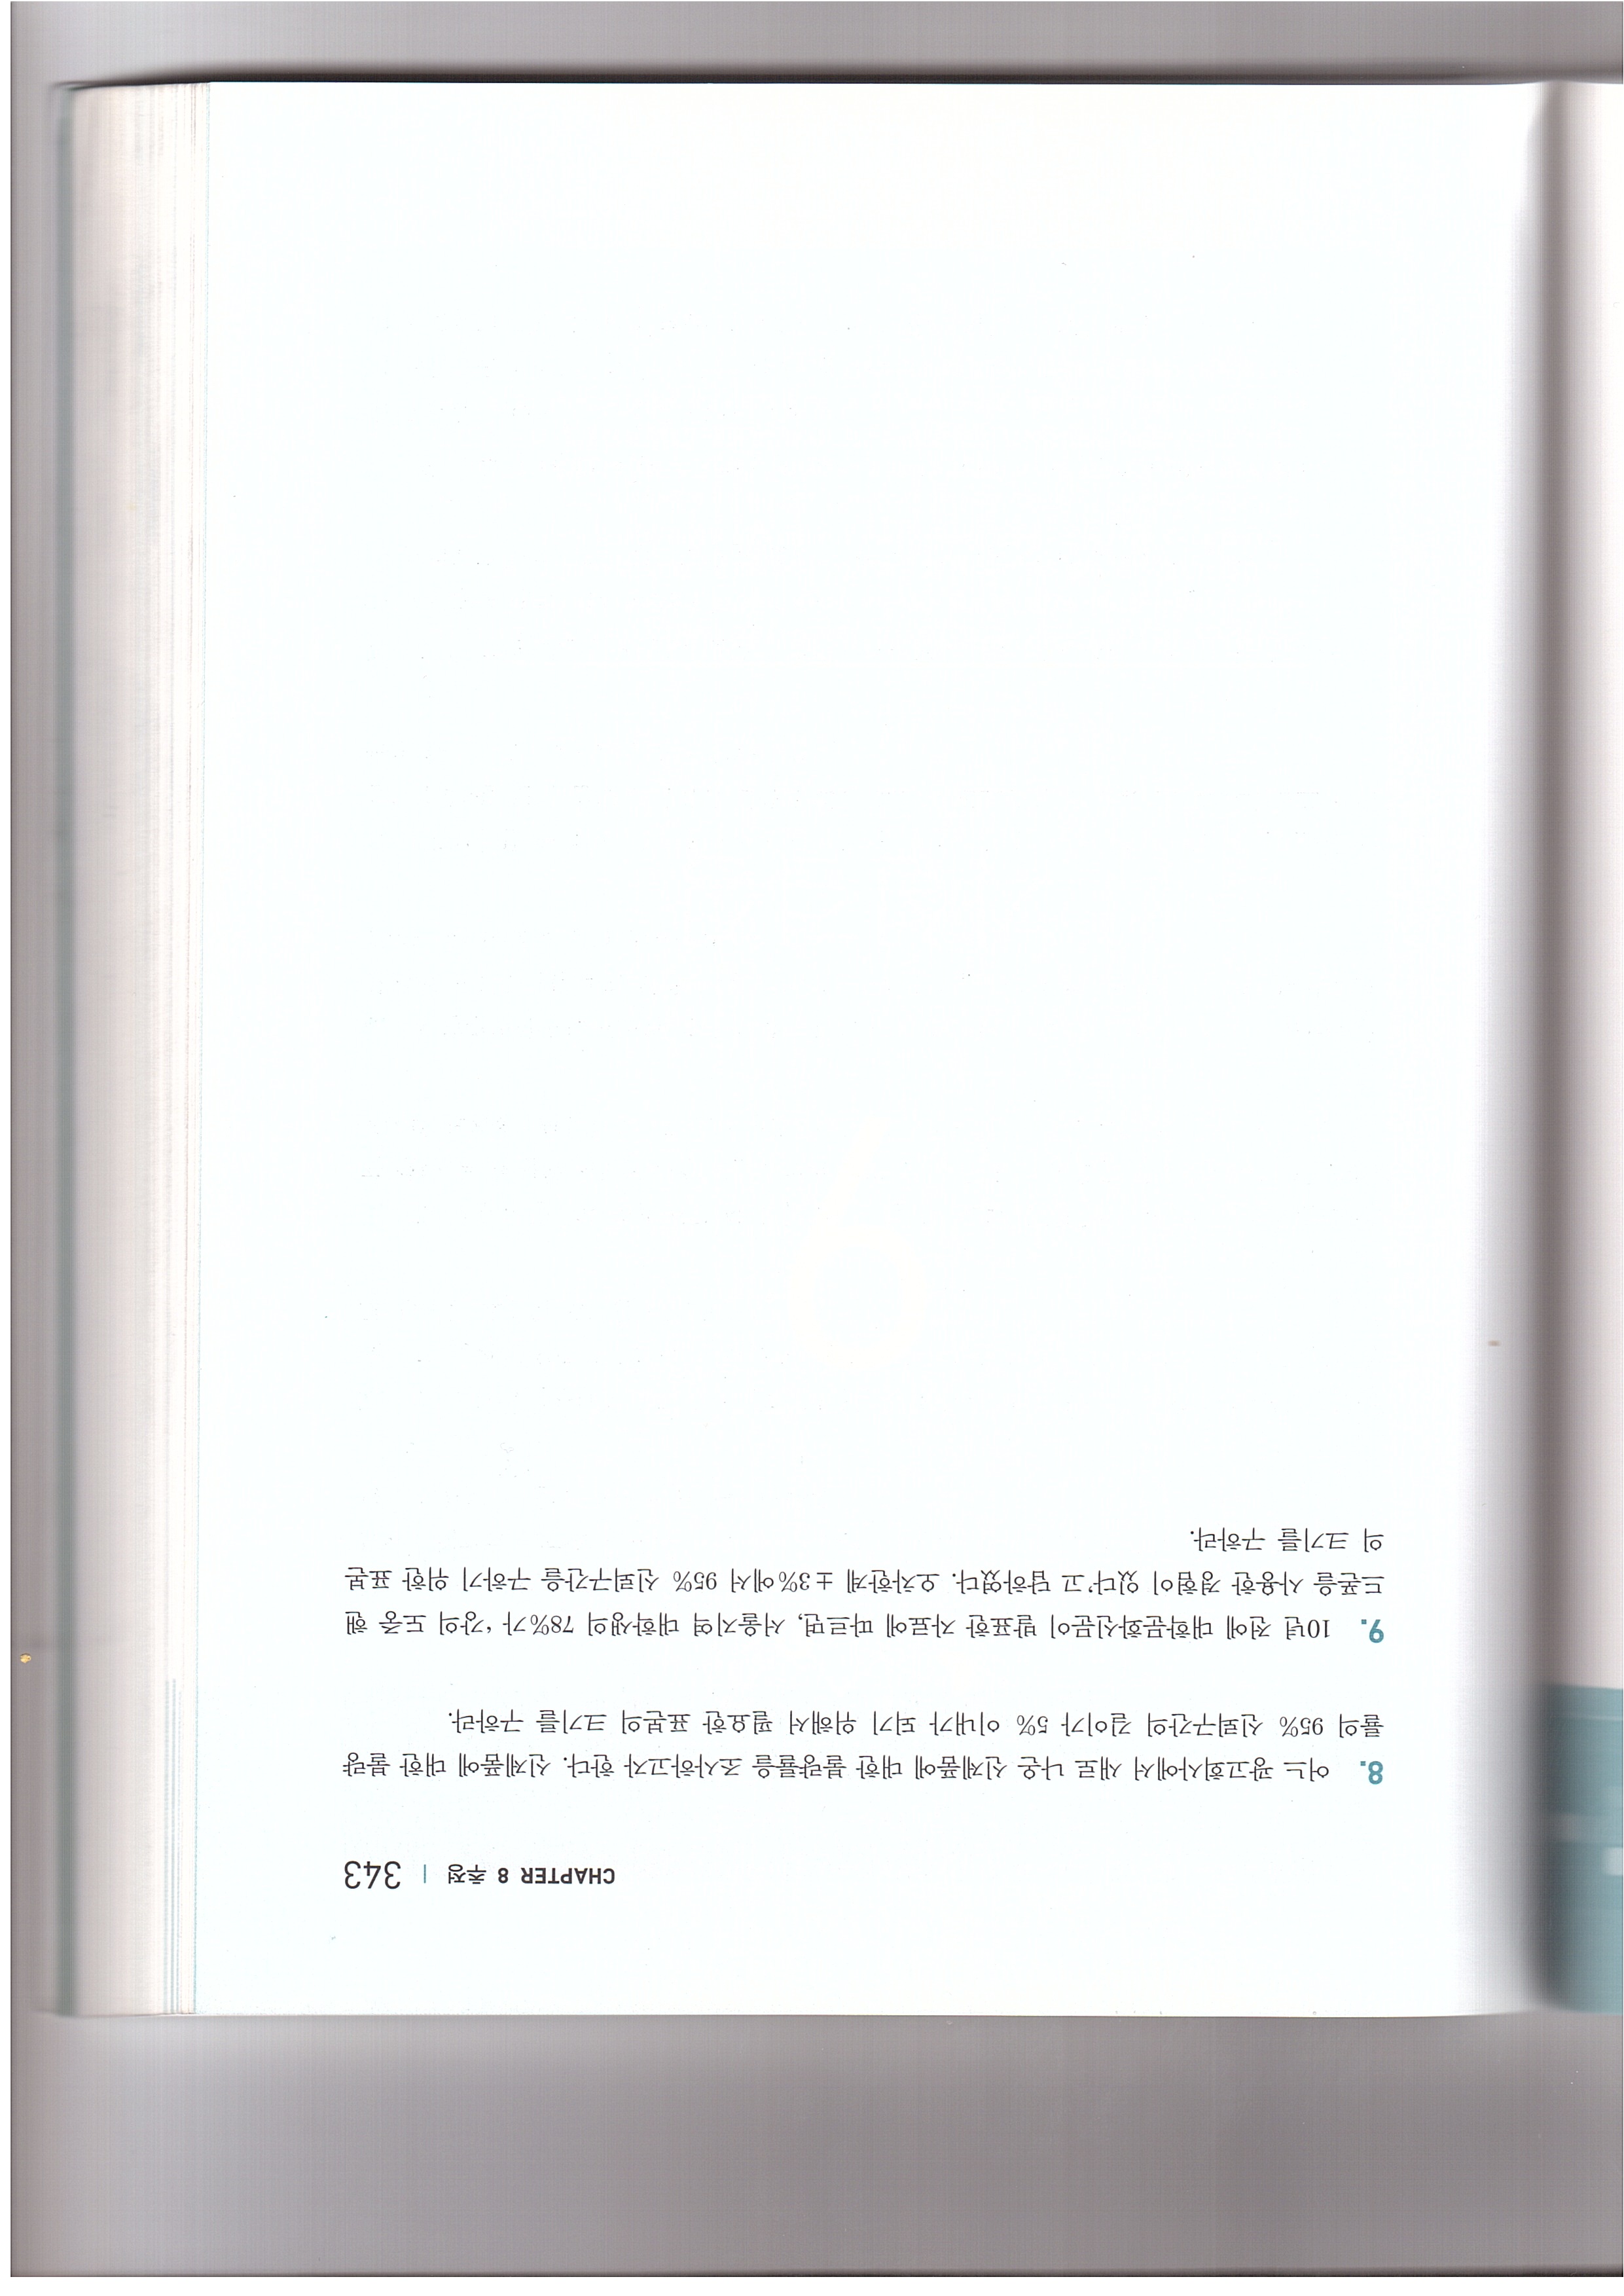 CHAPTER 8 추정 | 343
8. 어느 광고회사에서 새로 나온 신제품에 대한 불량률을 조사하고자 한다. 신제품에 대한 불량
률의 95% 신뢰구간의 길이가 5% 이내가 되기 위해서 필요한 표본의 크기를 구하라.
9. 10년 전에 대학문화신문이 발표한 자료에 따르면, 서울지역 대학생의 78%가 ‘강의 도중 핸
드폰을 사용한 경험이 있다’고 답하였다. 오차한계 ±3%에서 95% 신뢰구간을 구하기 위한 표본
의 크기를 구하라.